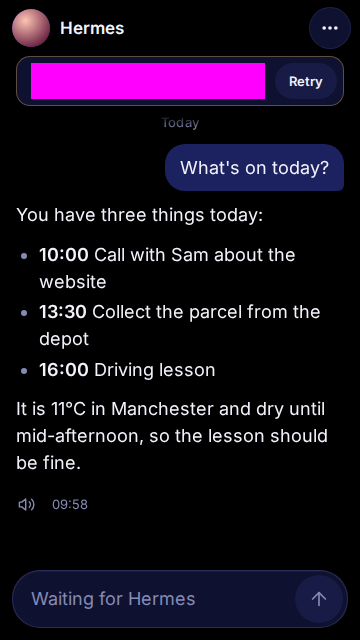 Hermes
Retry
Today
What's on today?
You have three things today:
10:00 Call with Sam about the
website
13:30 Collect the parcel from the
depot
16:00 Driving lesson
It is 11°C in Manchester and dry until
mid-afternoon, so the lesson should
be fine.
09:58
Waiting for Hermes